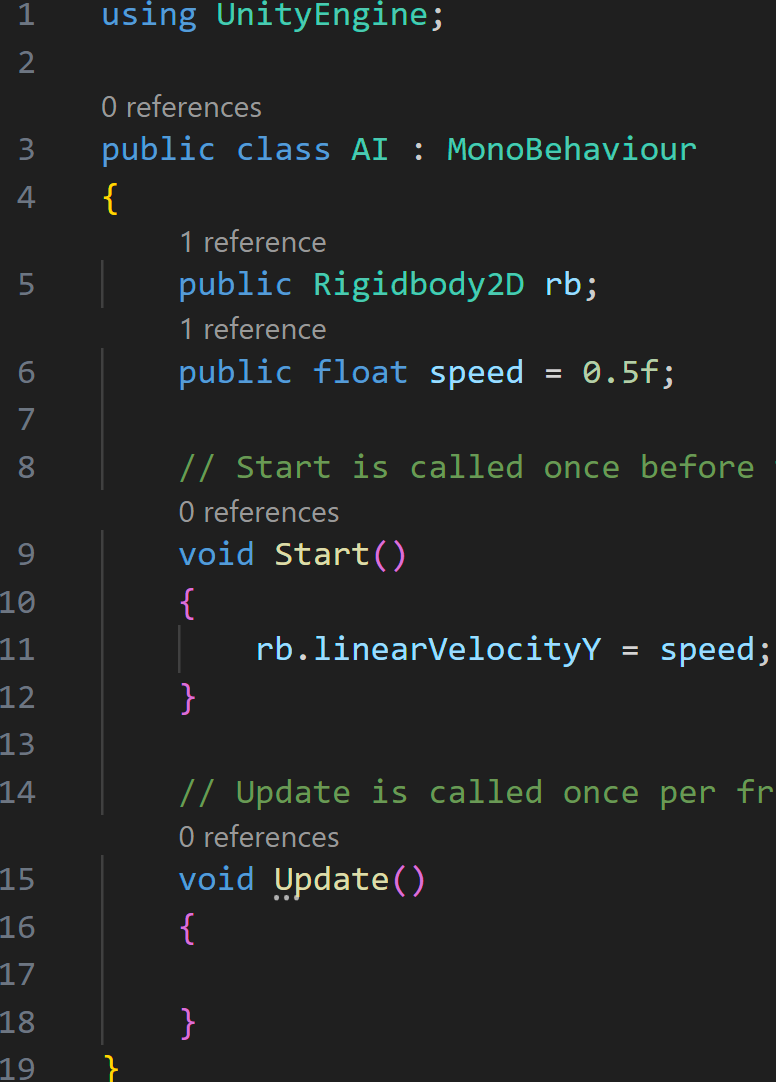 1 using UnityEngine;
2
0 references
3 public class AI : MonoBehaviour
4 {
1 reference
5 public Rigidbody2D rb;
1 reference
6 public float speed = 0.5f;
7
8 // Start is called once before
0 references
9 void Start()
10 {
11 rb.linearVelocityY = speed;
12 }
13
14 // Update is called once per fr
0 references
15 void Update()
16 {
17
18 }
19 }